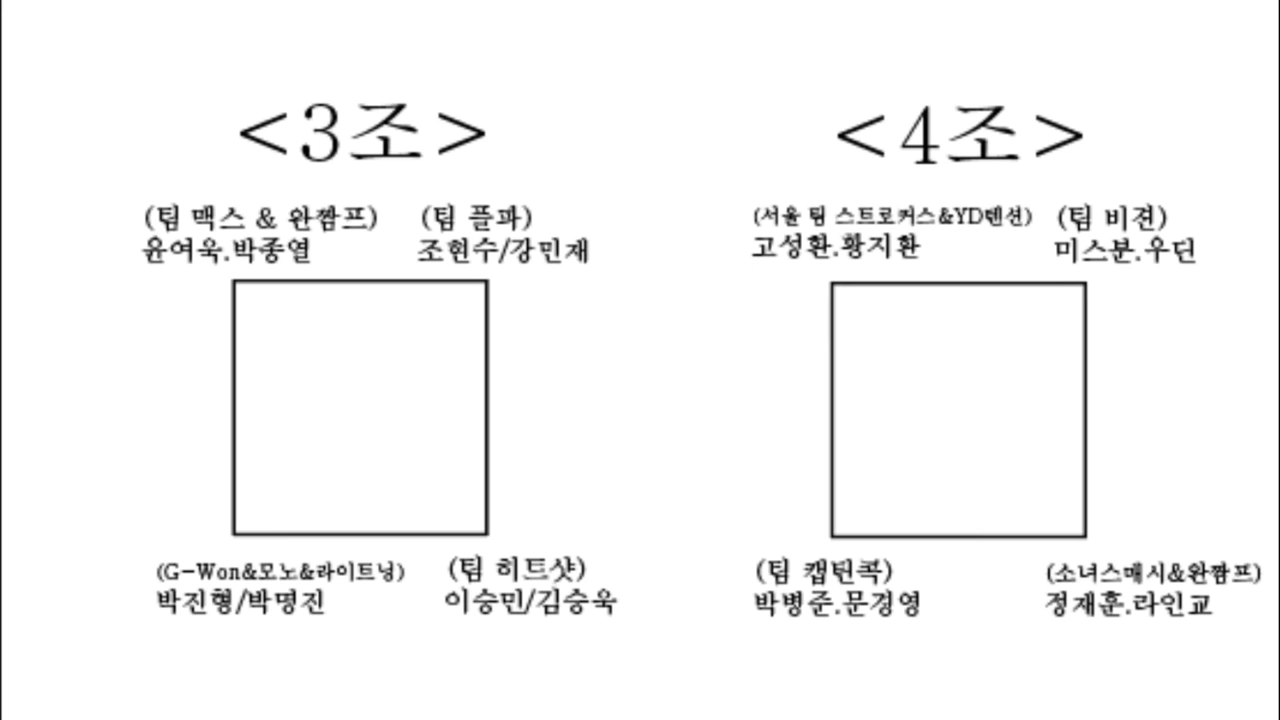 <3조>
(팀 맥스 & 완짬프)
윤여욱.박종열
(팀 플파)
조현수/강민재
(G-Won&모노&라이트닝)
박진형/박명진
(팀 히트샷)
이승민/김승욱
<4조>
(서울 팀 스트로커스&YD텐션)
고성환.황지환
(팀 비견)
미스분.우딘
(팀 캡틴콕)
박병준.문경영
(소녀스매시&완짬프)
정재훈.라인교